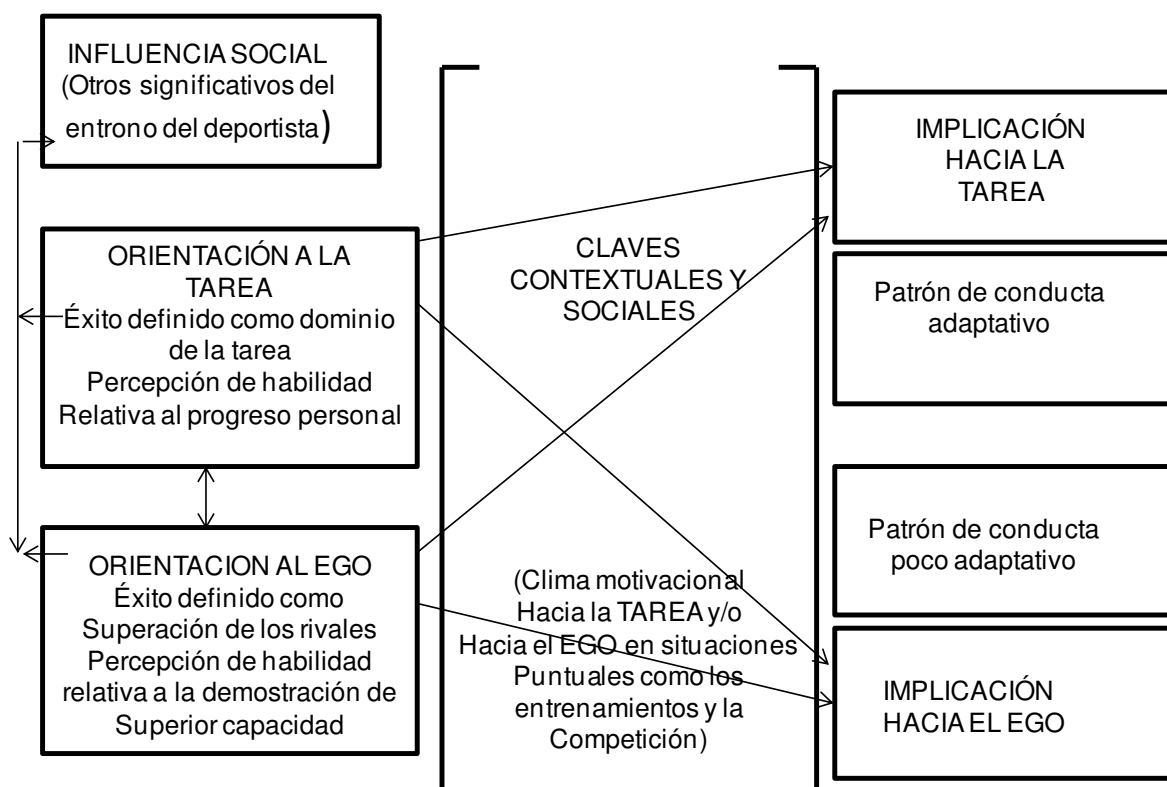 INFLUENCIA SOCIAL
(Otros significativos del
entrono del deportista)
ORIENTACIÓN A LA
TAREA
Éxito definido como dominio
de la tarea
Percepción de habilidad
Relativa al progreso personal
ORIENTACION AL EGO
Éxito definido como
Superación de los rivales
Percepción de habilidad
relativa a la demostración de
Superior capacidad
CLAVES
CONTEXTUALES Y
SOCIALES
(Clima motivacional
Hacia la TAREA y/o
Hacia el EGO en situaciones
Puntuales como los
entrenamientos y la
Competición)
IMPLICACIÓN
HACIA LA
TAREA
Patrón de conducta
adaptativo
Patrón de conducta
poco adaptativo
IMPLICACIÓN
HACIA EL EGO